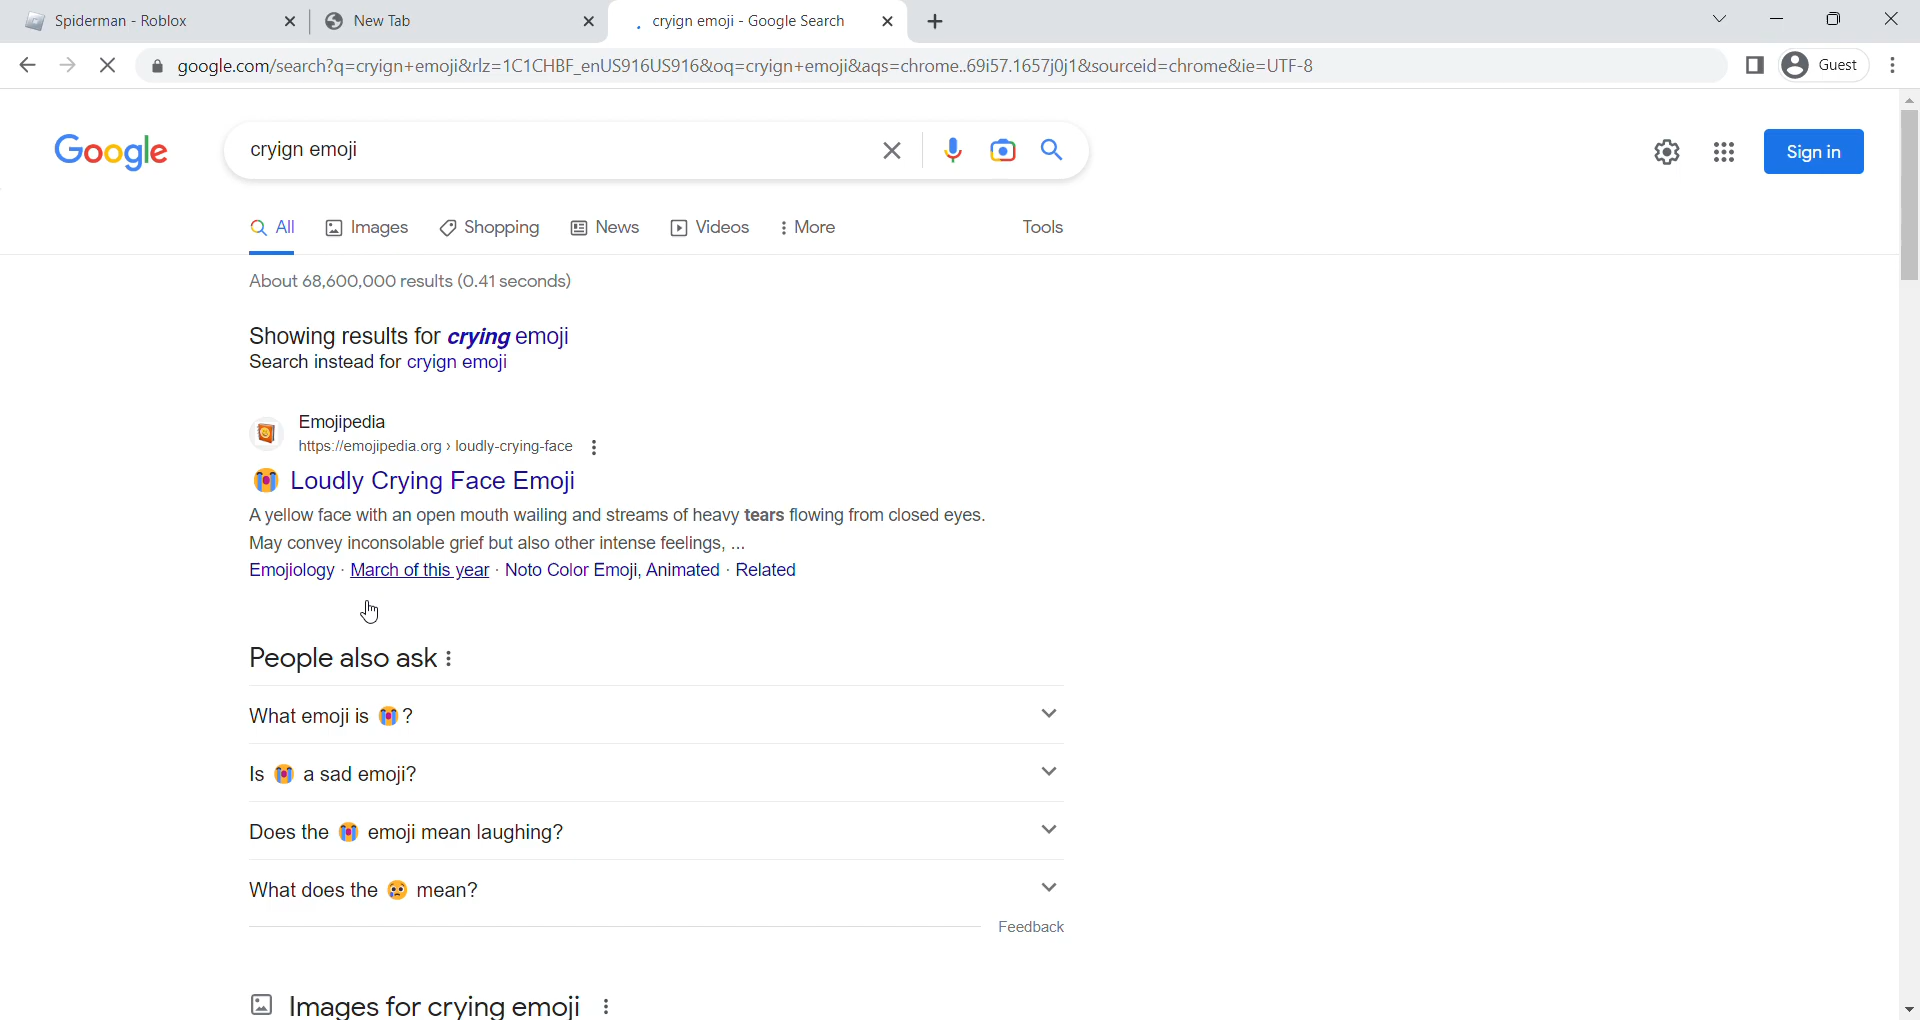 Spiderman - Roblox
New Tab
cryign emoji - Google Search
google.com/search?q=cryign+emoji&rlz=1C1CHBF_enUS916US916&oq=cryign+emoji&aqs=chrome..69i57.1657j0j1&sourceid=chrome&ie=UTF-8
Guest
Google
cryign emoji
Sign in
All
Images
Shopping
News
Videos
More
Tools
About 68,600,000 results (0.41 seconds)
Showing results for crying emoji
Search instead for cryign emoji
Emojipedia
https://emojipedia.org › loudly-crying-face
😭 Loudly Crying Face Emoji
A yellow face with an open mouth wailing and streams of heavy tears flowing from closed eyes.
May convey inconsolable grief but also other intense feelings, ...
Emojiology · March of this year · Noto Color Emoji, Animated · Related
People also ask
What emoji is 😭?
Is 😭 a sad emoji?
Does the 😭 emoji mean laughing?
What does the 😢 mean?
Feedback
Images for crying emoji